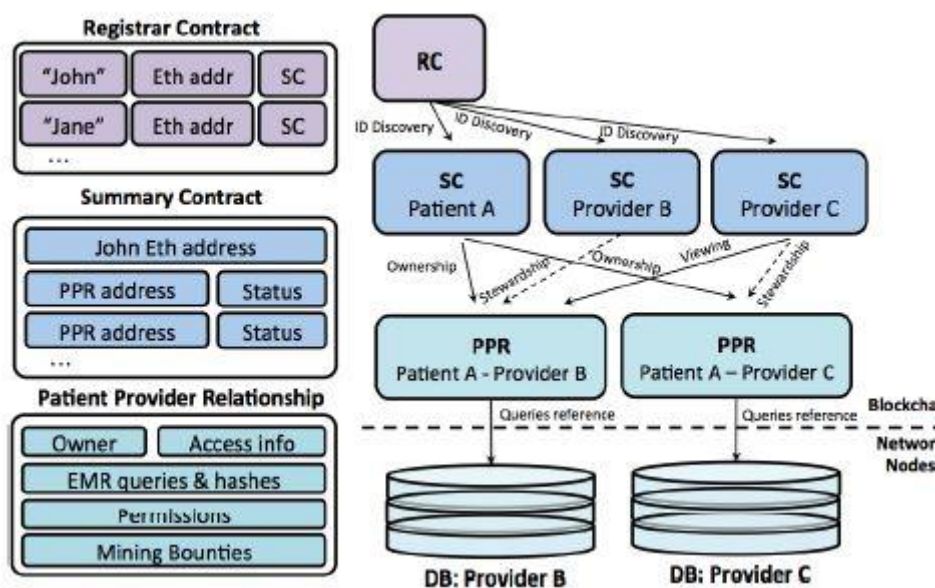 Registrar Contract
"John" Eth addr SC
"Jane" Eth addr SC
...
Summary Contract
John Eth address
PPR address Status
PPR address Status
...
Patient Provider Relationship
Owner Access info
EMR queries & hashes
Permissions
Mining Bounties
RC
ID Discovery ID Discovery ID Discovery
SC
Patient A
SC
Provider B
SC
Provider C
Ownership Stewardship Ownership Viewing Stewardship
PPR
Patient A - Provider B
PPR
Patient A – Provider C
Queries reference Queries reference
Blockcha
Network
Nodes
DB: Provider B
DB: Provider C